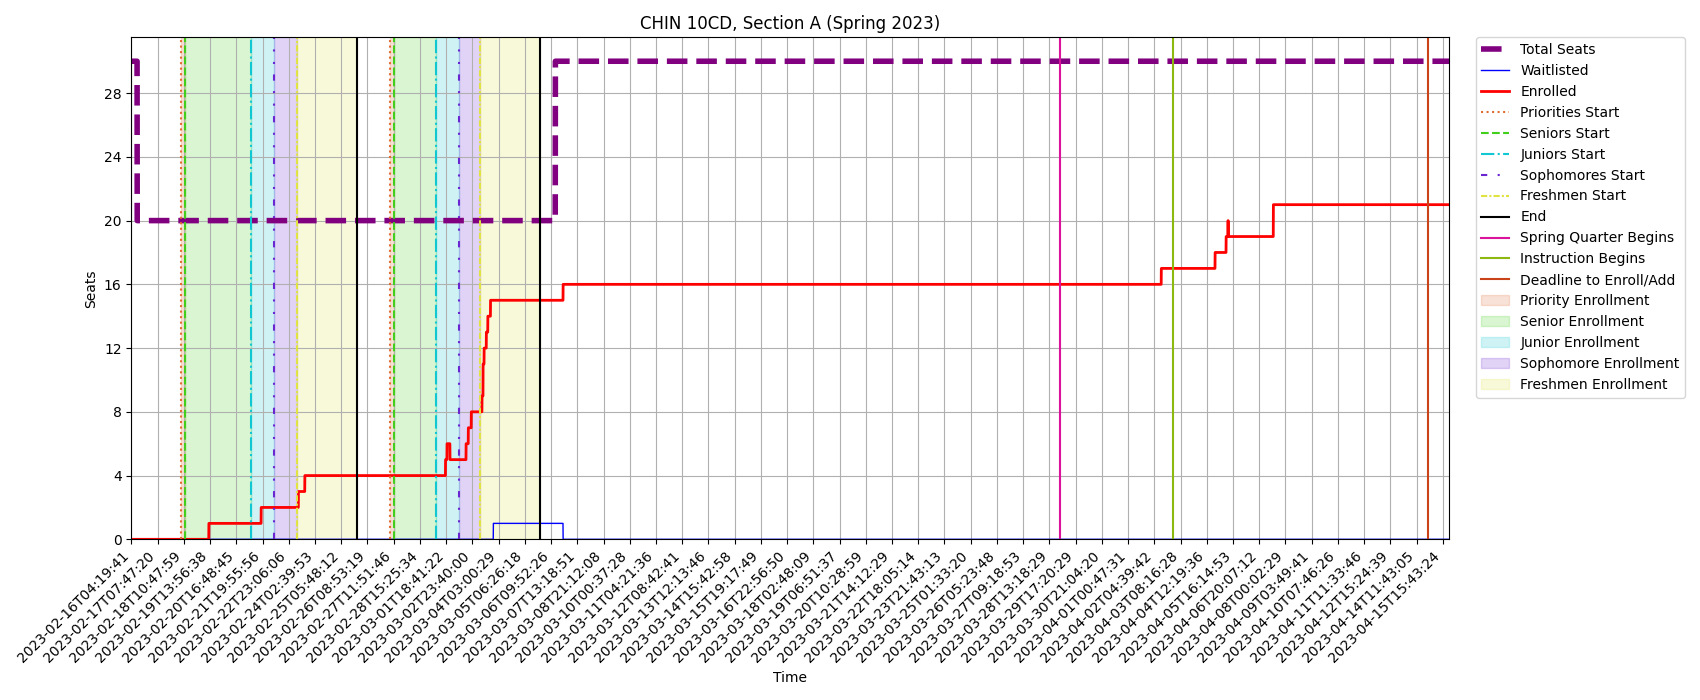 CHIN 10CD, Section A (Spring 2023)
Seats
28
24
20
16
12
8
4
0
2023-02-16T04:19:41
2023-02-17T07:47:20
2023-02-18T10:47:59
2023-02-19T13:56:38
2023-02-20T16:48:45
2023-02-21T19:55:56
2023-02-22T23:06:06
2023-02-24T02:39:53
2023-02-25T05:48:12
2023-02-26T08:53:19
2023-02-27T11:51:46
2023-02-28T15:25:34
2023-03-01T18:41:22
2023-03-02T23:40:00
2023-03-04T03:00:29
2023-03-05T06:26:18
2023-03-06T09:52:26
2023-03-07T13:18:51
2023-03-08T21:12:08
2023-03-10T00:37:28
2023-03-11T04:21:36
2023-03-12T08:42:41
2023-03-13T12:13:46
2023-03-14T15:42:58
2023-03-15T19:17:49
2023-03-16T22:56:50
2023-03-18T02:48:09
2023-03-19T06:51:37
2023-03-20T10:28:59
2023-03-21T14:12:29
2023-03-22T18:05:14
2023-03-23T21:43:13
2023-03-25T01:33:20
2023-03-26T05:23:48
2023-03-27T09:18:53
2023-03-28T13:18:29
2023-03-29T17:20:29
2023-03-30T21:04:20
2023-04-01T00:47:31
2023-04-02T04:39:42
2023-04-03T08:16:28
2023-04-04T12:19:36
2023-04-05T16:14:53
2023-04-06T20:07:12
2023-04-08T00:02:29
2023-04-09T03:49:41
2023-04-10T07:46:26
2023-04-11T11:33:46
2023-04-12T15:24:39
2023-04-14T11:43:05
2023-04-15T15:43:24
Time
Total Seats
Waitlisted
Enrolled
Priorities Start
Seniors Start
Juniors Start
Sophomores Start
Freshmen Start
End
Spring Quarter Begins
Instruction Begins
Deadline to Enroll/Add
Priority Enrollment
Senior Enrollment
Junior Enrollment
Sophomore Enrollment
Freshmen Enrollment